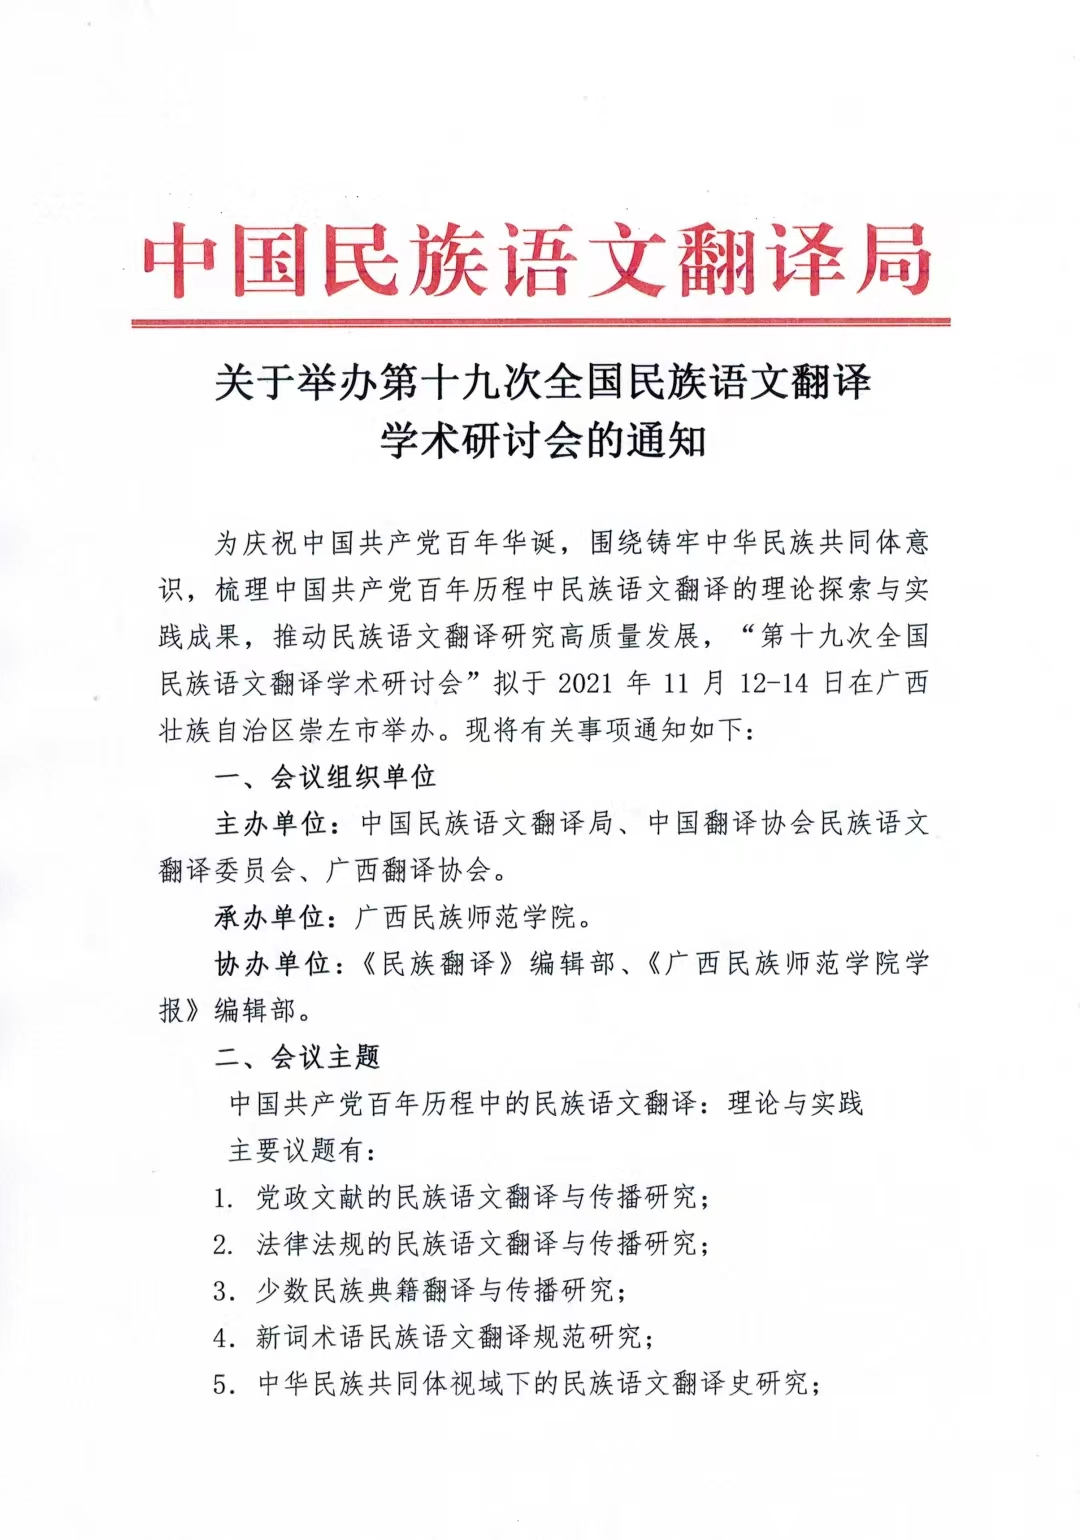 中国民族语文翻译局
关于举办第十九次全国民族语文翻译
学术研讨会的通知
为庆祝中国共产党百年华诞，围绕铸牢中华民族共同体意
识，梳理中国共产党百年历程中民族语文翻译的理论探索与实
践成果，推动民族语文翻译研究高质量发展，“第十九次全国
民族语文翻译学术研讨会”拟于 2021 年 11 月 12-14 日在广西
壮族自治区崇左市举办。现将有关事项通知如下：
一、会议组织单位
主办单位：中国民族语文翻译局、中国翻译协会民族语文
翻译委员会、广西翻译协会。
承办单位：广西民族师范学院。
协办单位：《民族翻译》编辑部、《广西民族师范学院学
报》编辑部。
二、会议主题
中国共产党百年历程中的民族语文翻译：理论与实践
主要议题有：
1. 党政文献的民族语文翻译与传播研究；
2. 法律法规的民族语文翻译与传播研究；
3. 少数民族典籍翻译与传播研究；
4. 新词术语民族语文翻译规范研究；
5. 中华民族共同体视域下的民族语文翻译史研究；